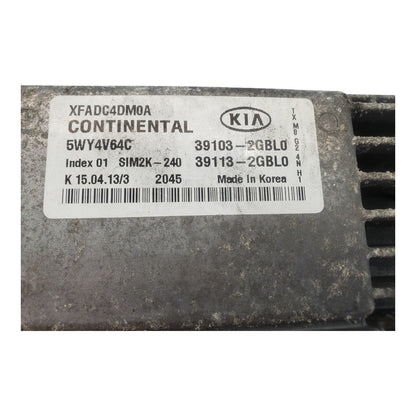 XFADC4DM0A
CONTINENTAL
KIA
5WY4V64C 39103-2GBL0
Index 01 SIM2K-240 39113-2GBL0
K 15.04.13/3 2045 Made in Korea
TXM8G24NH1